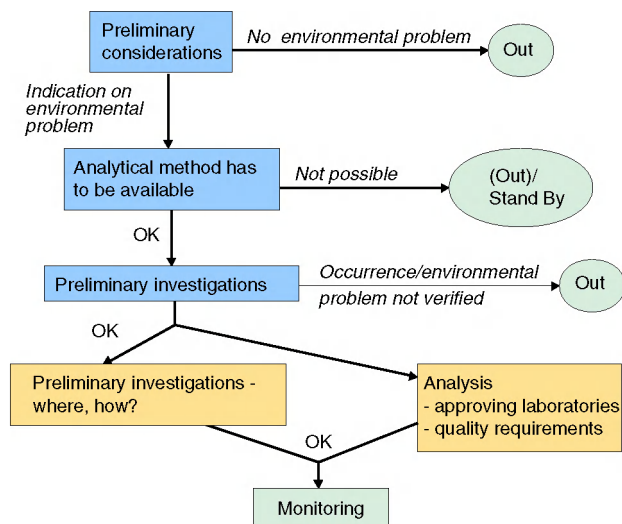 Preliminary
considerations
No environmental problem
Out
Indication on
environmental
problem
Analytical method has
to be available
Not possible
(Out)/
Stand By
OK
Preliminary investigations
Occurrence/environmental
problem not verified
Out
OK
Preliminary investigations -
where, how?
Analysis
- approving laboratories
- quality requirements
OK
Monitoring